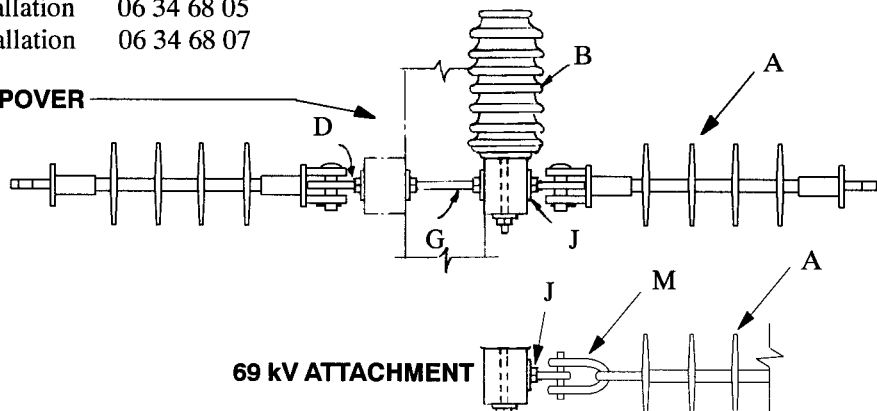 allation 06 34 68 05
allation 06 34 68 07
B
A
POVER
D
G
J
A
M
J
69 kV ATTACHMENT